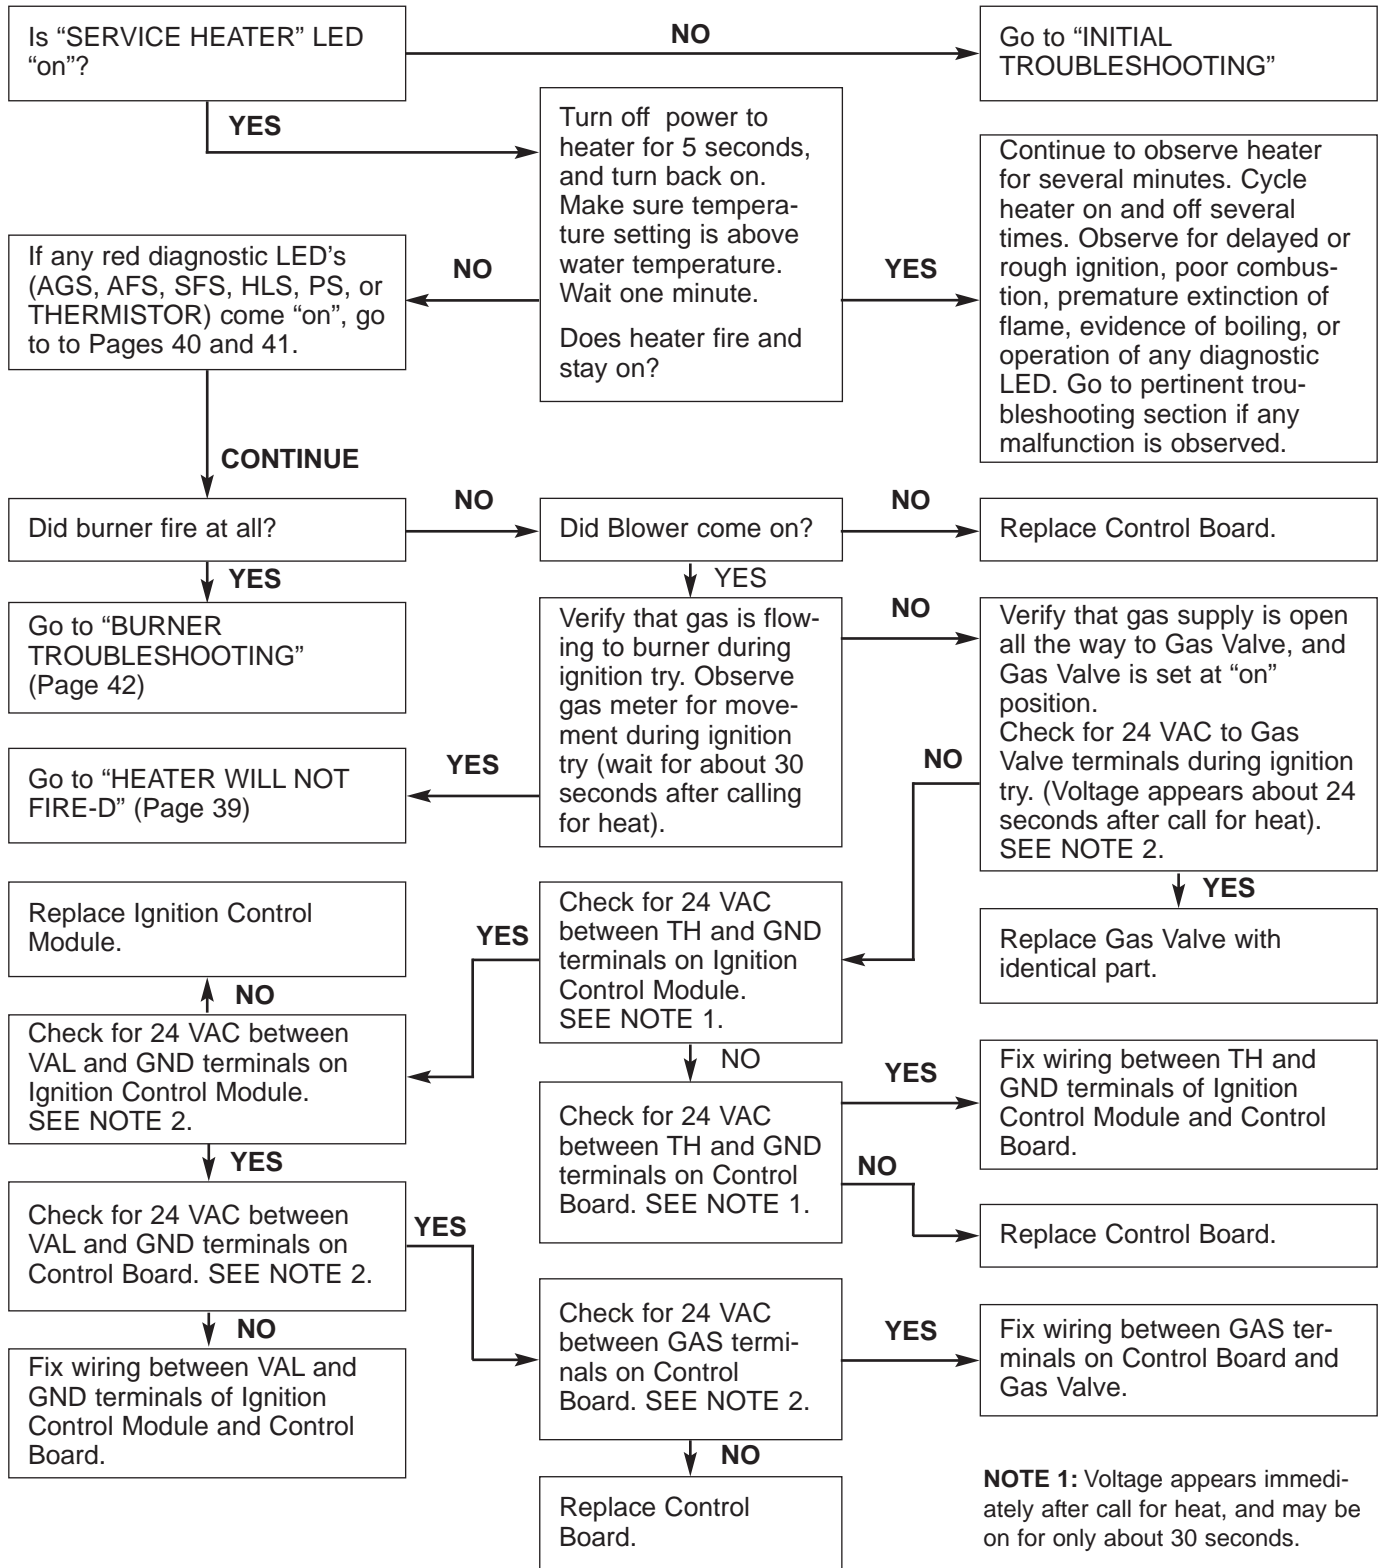 Is “SERVICE HEATER” LED
“on”?
NO
Go to “INITIAL
TROUBLESHOOTING”
YES
Turn off  power to
heater for 5 seconds,
and turn back on.
Make sure tempera-
ture setting is above
water temperature.
Wait one minute.
Does heater fire and
stay on?
YES
Continue to observe heater
for several minutes. Cycle
heater on and off several
times. Observe for delayed or
rough ignition, poor combus-
tion, premature extinction of
flame, evidence of boiling, or
operation of any diagnostic
LED. Go to pertinent trou-
bleshooting section if any
malfunction is observed.
NO
If any red diagnostic LED’s
(AGS, AFS, SFS, HLS, PS, or
THERMISTOR) come “on”, go
to to Pages 40 and 41.
CONTINUE
Did burner fire at all?
NO
Did Blower come on?
NO
Replace Control Board.
YES
Go to “BURNER
TROUBLESHOOTING”
(Page 42)
YES
Verify that gas is flow-
ing to burner during
ignition try. Observe
gas meter for move-
ment during ignition
try (wait for about 30
seconds after calling
for heat).
NO
Verify that gas supply is open
all the way to Gas Valve, and
Gas Valve is set at “on”
position.
Check for 24 VAC to Gas
Valve terminals during ignition
try. (Voltage appears about 24
seconds after call for heat).
SEE NOTE 2.
YES
Go to “HEATER WILL NOT
FIRE-D” (Page 39)
NO
YES
Replace Gas Valve with
identical part.
Check for 24 VAC
between TH and GND
terminals on Ignition
Control Module.
SEE NOTE 1.
YES
Replace Ignition Control
Module.
NO
Check for 24 VAC between
VAL and GND terminals on
Ignition Control Module.
SEE NOTE 2.
NO
Check for 24 VAC
between TH and GND
terminals on Control
Board. SEE NOTE 1.
YES
Fix wiring between TH and
GND terminals of Ignition
Control Module and Control
Board.
NO
Replace Control Board.
YES
Check for 24 VAC between
VAL and GND terminals on
Control Board. SEE NOTE 2.
YES
Check for 24 VAC
between GAS termi-
nals on Control
Board. SEE NOTE 2.
YES
Fix wiring between GAS ter-
minals on Control Board and
Gas Valve.
NO
Fix wiring between VAL and
GND terminals of Ignition
Control Module and Control
Board.
NO
Replace Control
Board.
NOTE 1: Voltage appears immedi-
ately after call for heat, and may be
on for only about 30 seconds.